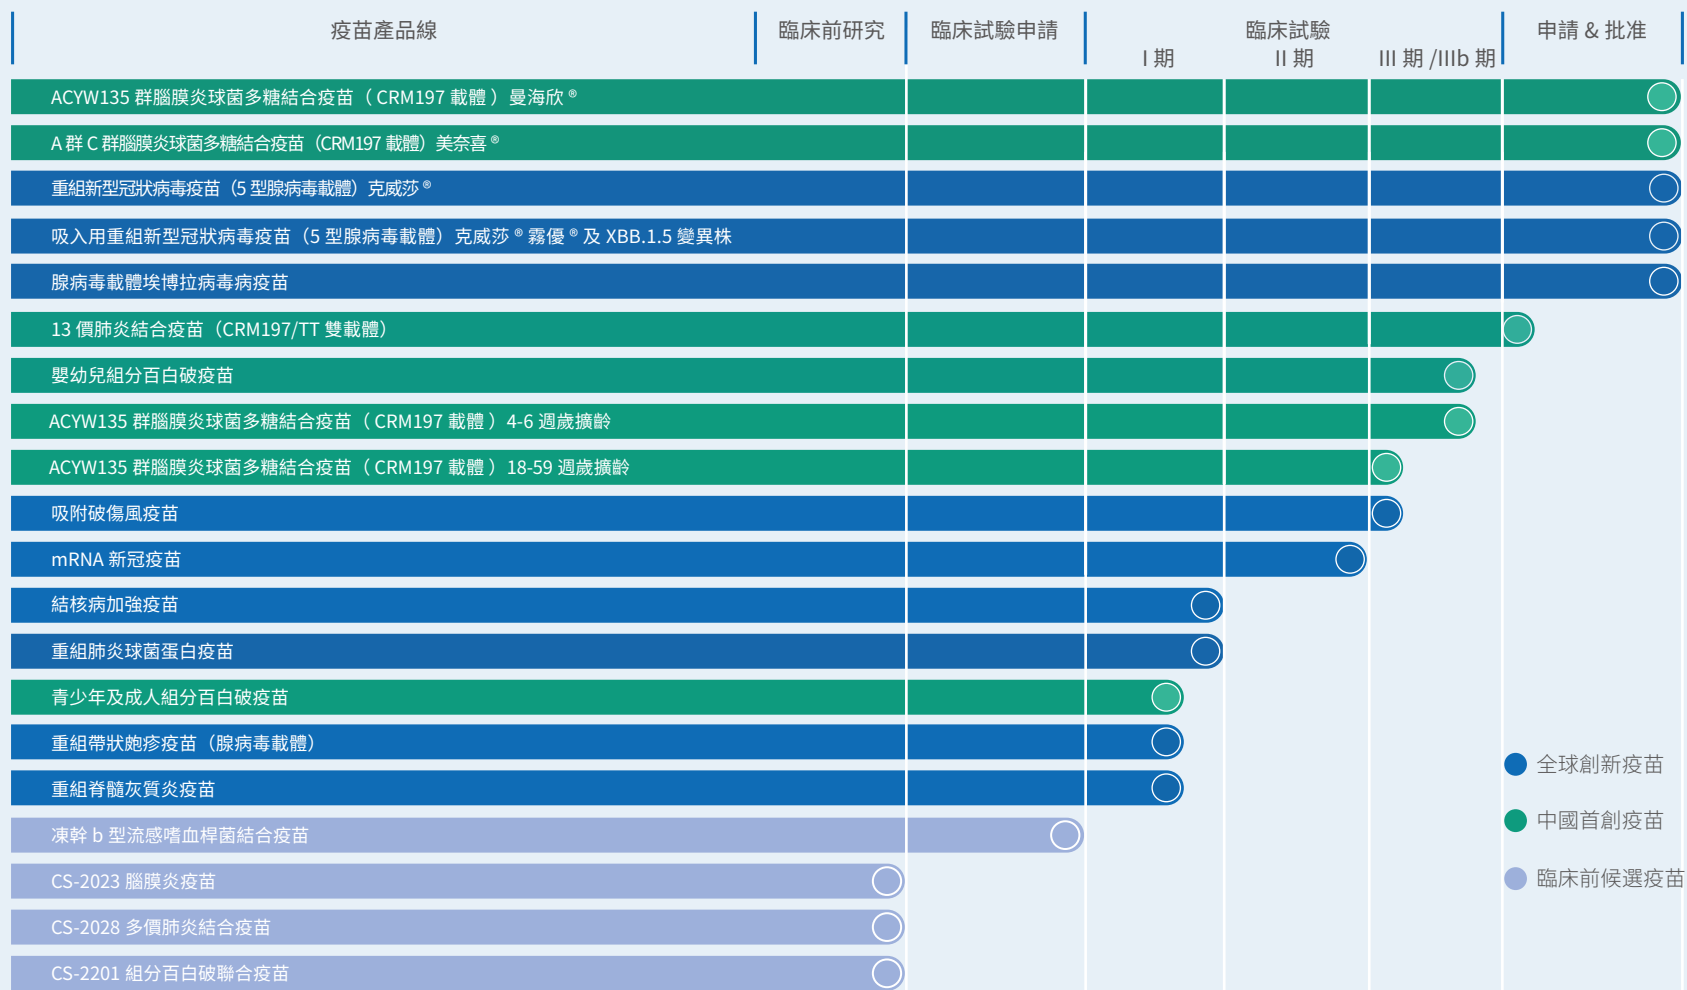 疫苗產品線 臨床前研究 臨床試驗申請 臨床試驗 申請 & 批准
I 期 II 期 III 期 /IIIb 期
ACYW135 群腦膜炎球菌多糖結合疫苗（ CRM197 載體 ）曼海欣 ®
A 群 C 群腦膜炎球菌多糖結合疫苗（CRM197 載體）美奈喜 ®
重組新型冠狀病毒疫苗（5 型腺病毒載體）克威莎 ®
吸入用重組新型冠狀病毒疫苗（5 型腺病毒載體）克威莎 ® 霧優 ® 及 XBB.1.5 變異株
腺病毒載體埃博拉病毒病疫苗
13 價肺炎結合疫苗（CRM197/TT 雙載體）
嬰幼兒組分百白破疫苗
ACYW135 群腦膜炎球菌多糖結合疫苗（ CRM197 載體 ）4-6 週歲擴齡
ACYW135 群腦膜炎球菌多糖結合疫苗（ CRM197 載體 ）18-59 週歲擴齡
吸附破傷風疫苗
mRNA 新冠疫苗
結核病加強疫苗
重組肺炎球菌蛋白疫苗
青少年及成人組分百白破疫苗
重組帶狀皰疹疫苗（腺病毒載體）
重組脊髓灰質炎疫苗
凍幹 b 型流感嗜血桿菌結合疫苗
CS-2023 腦膜炎疫苗
CS-2028 多價肺炎結合疫苗
CS-2201 組分百白破聯合疫苗
全球創新疫苗
中國首創疫苗
臨床前候選疫苗